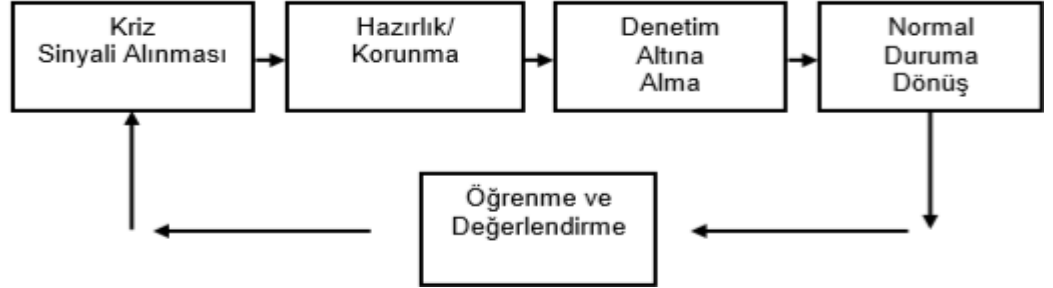 Kriz
Sinyali Alınması
Hazırlık/
Korunma
Denetim
Altına
Alma
Normal
Duruma
Dönüş
Öğrenme ve
Değerlendirme